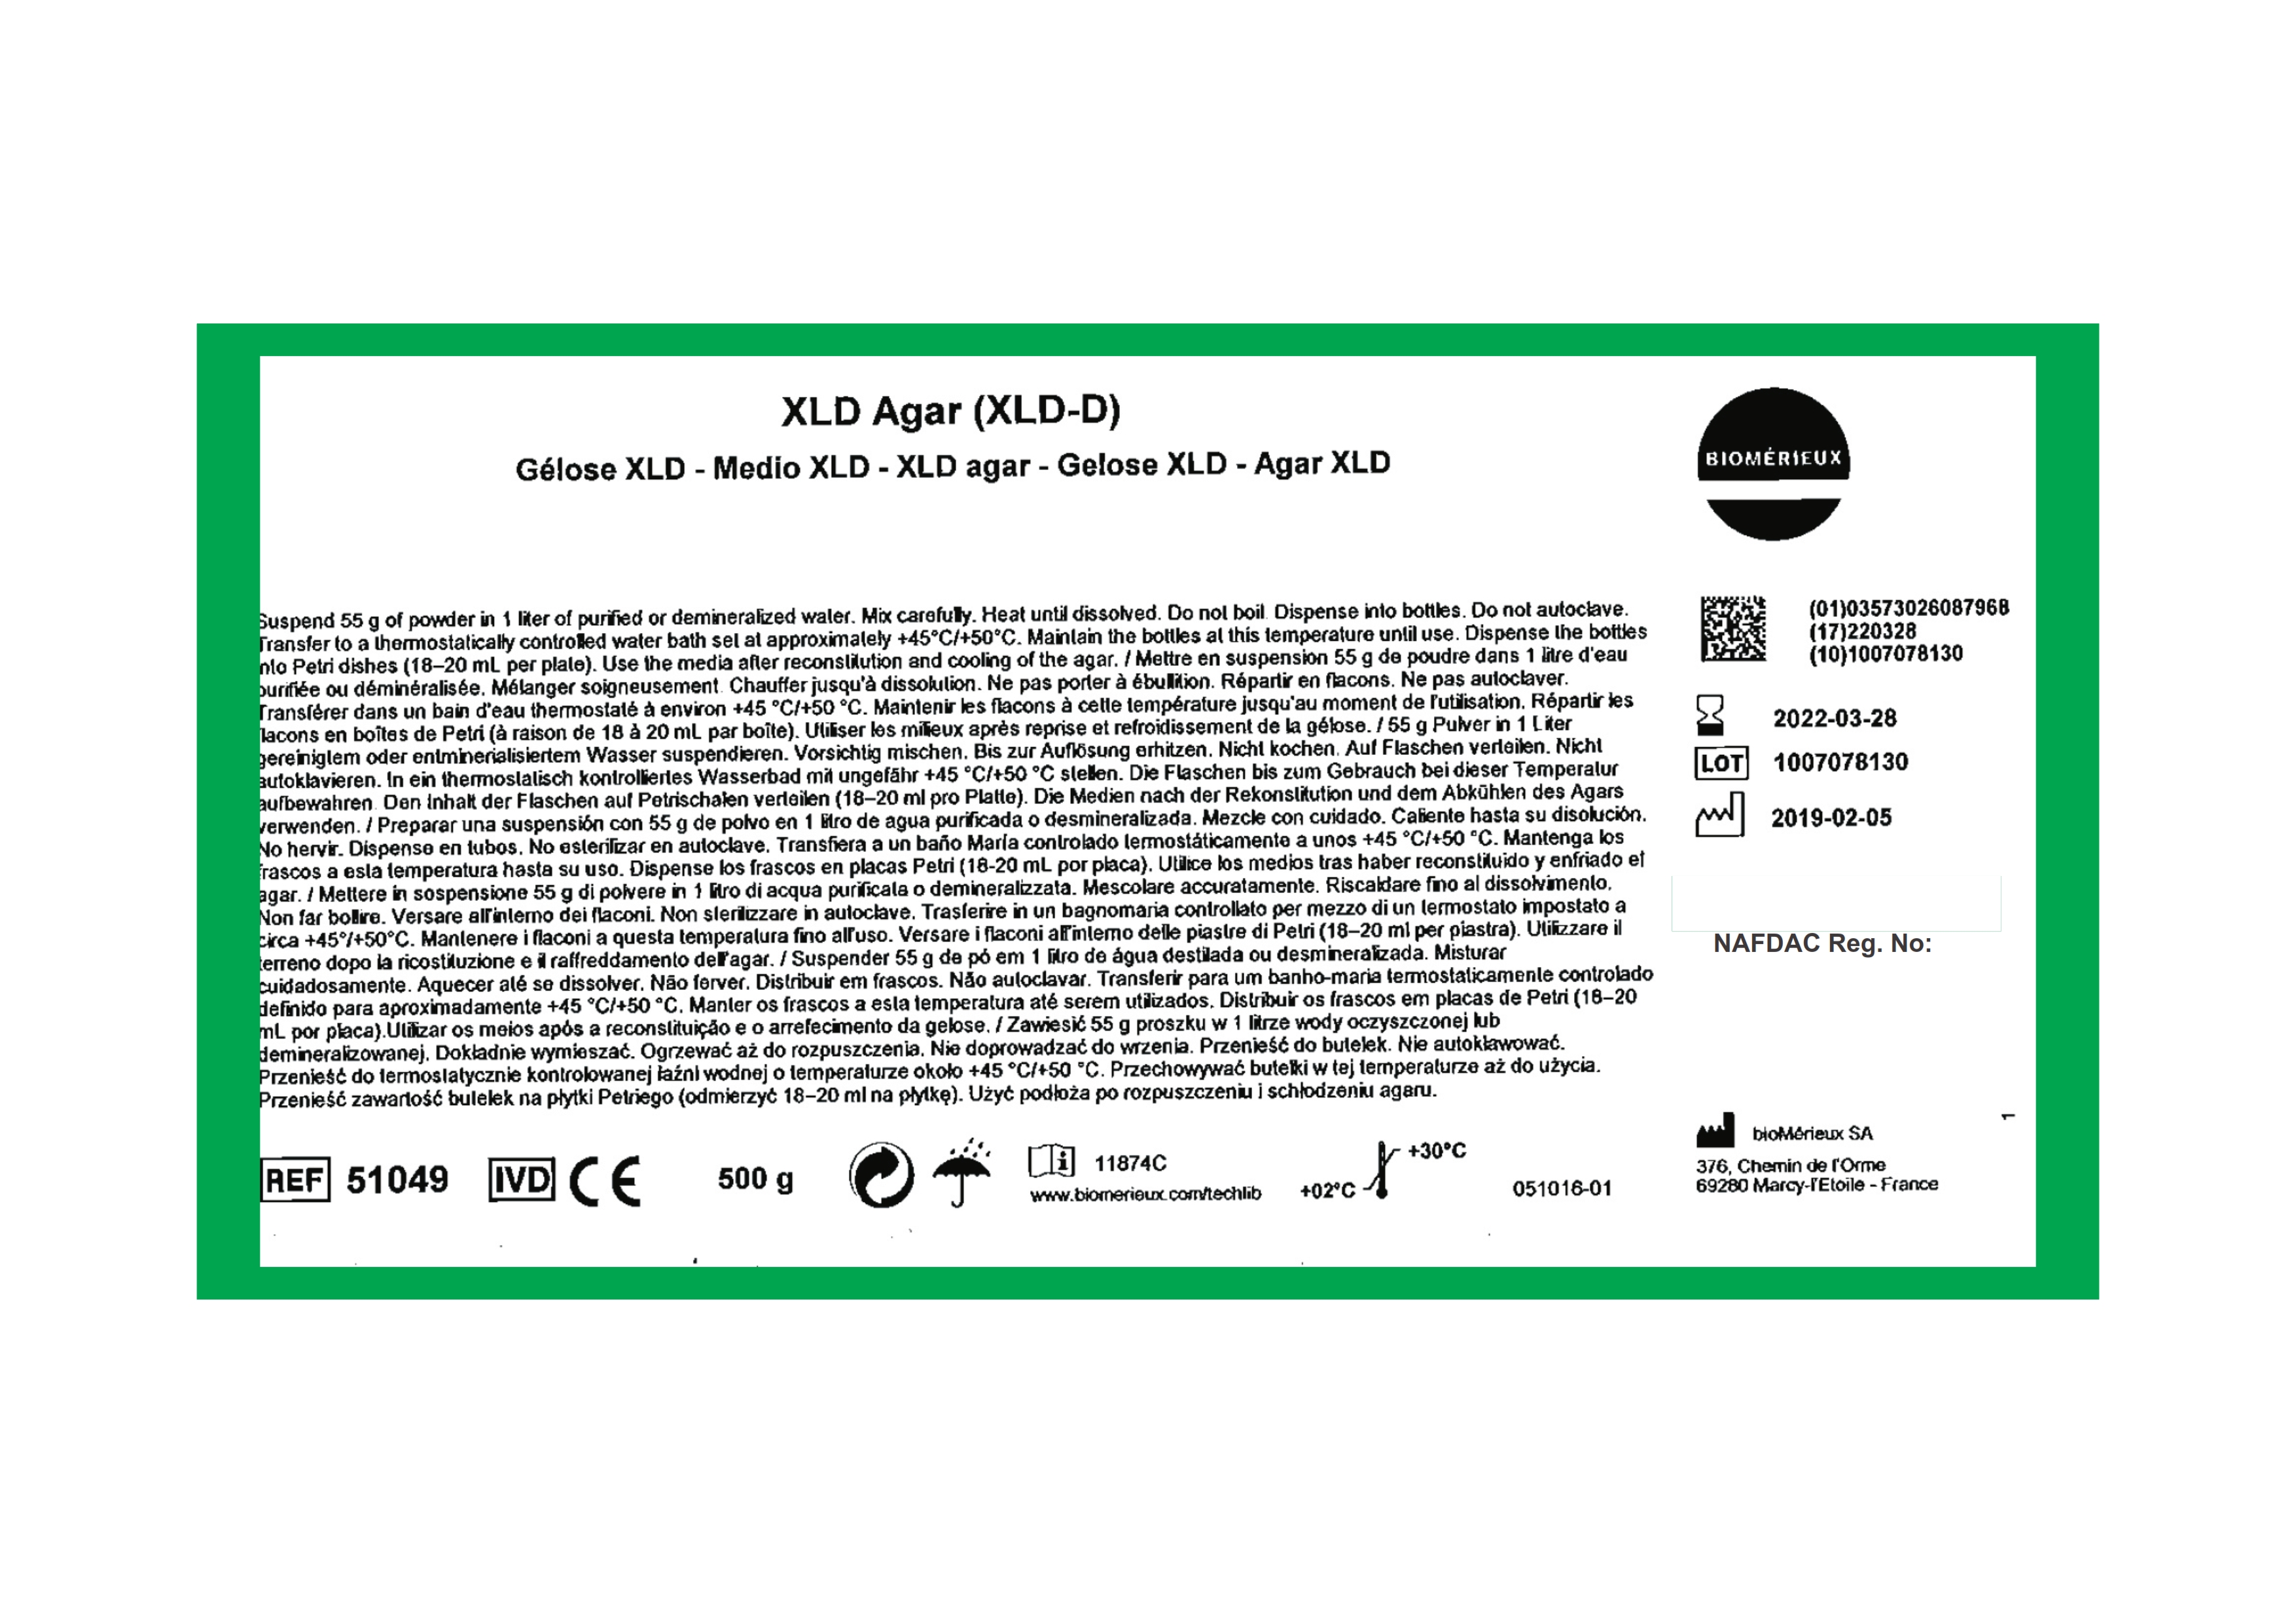 XLD Agar (XLD-D)
Gélose XLD - Medio XLD - XLD agar - Gelose XLD - Agar XLD
BIOMÉRIEUX
Suspend 55 g of powder in 1 liter of purified or demineralized water. Mix carefully. Heat until dissolved. Do not boil. Dispense into bottles. Do not autoclave.
Transfer to a thermostatically controlled water bath set at approximately +45°C/+50°C. Maintain the bottles at this temperature until use. Dispense the bottles
nto Petri dishes (18–20 mL per plate). Use the media after reconstitution and cooling of the agar. / Mettre en suspension 55 g de poudre dans 1 litre d'eau
purifiée ou déminéralisée. Mélanger soigneusement. Chauffer jusqu'à dissolution. Ne pas porter à ébullition. Répartir en flacons. Ne pas autoclaver.
Transférer dans un bain d'eau thermostaté à environ +45 °C/+50 °C. Maintenir les flacons à cette température jusqu'au moment de l'utilisation. Répartir les
lacons en boîtes de Petri (à raison de 18 à 20 mL par boîte). Utiliser les milieux après reprise et refroidissement de la gélose. / 55 g Pulver in 1 Liter
gereinigtem oder entminerialisiertem Wasser suspendieren. Vorsichtig mischen. Bis zur Auflösung erhitzen. Nicht kochen. Auf Flaschen verteilen. Nicht
autoklavieren. In ein thermostatisch kontrolliertes Wasserbad mit ungefähr +45 °C/+50 °C stellen. Die Flaschen bis zum Gebrauch bei dieser Temperatur
aufbewahren. Den Inhalt der Flaschen auf Petrischalen verteilen (18–20 ml pro Platte). Die Medien nach der Rekonstitution und dem Abkühlen des Agars
verwenden. / Preparar una suspensión con 55 g de polvo en 1 litro de agua purificada o desmineralizada. Mezcle con cuidado. Caliente hasta su disolución.
No hervir. Dispense en tubos. No esterilizar en autoclave. Transfiera a un baño María controlado termostáticamente a unos +45 °C/+50 °C. Mantenga los
frascos a esta temperatura hasta su uso. Dispense los frascos en placas Petri (18-20 mL por placa). Utilice los medios tras haber reconstituido y enfriado el
agar. / Mettere in sospensione 55 g di polvere in 1 litro di acqua purificata o demineralizzata. Mescolare accuratamente. Riscaldare fino al dissolvimento.
Non far bollire. Versare all'interno dei flaconi. Non sterilizzare in autoclave. Trasferire in un bagnomaria controllato per mezzo di un termostato impostato a
circa +45°/+50°C. Mantenere i flaconi a questa temperatura fino all'uso. Versare i flaconi all'interno delle piastre di Petri (18–20 ml per piastra). Utilizzare il
terreno dopo la ricostituzione e il raffreddamento dell'agar. / Suspender 55 g de pó em 1 litro de água destilada ou desmineralizada. Misturar
cuidadosamente. Aquecer até se dissolver. Não ferver. Distribuir em frascos. Não autoclavar. Transferir para um banho-maria termostaticamente controlado
definido para aproximadamente +45 °C/+50 °C. Manter os frascos a esta temperatura até serem utilizados. Distribuir os frascos em placas de Petri (18–20
mL por placa).Utilizar os meios após a reconstituição e o arrefecimento da gelose. / Zawiesić 55 g proszku w 1 litrze wody oczyszczonej lub
demineralizowanej. Dokładnie wymieszać. Ogrzewać aż do rozpuszczenia. Nie doprowadzać do wrzenia. Przenieść do butelek. Nie autoklawować.
Przenieść do termostatycznie kontrolowanej łaźni wodnej o temperaturze około +45 °C/+50 °C. Przechowywać butelki w tej temperaturze aż do użycia.
Przenieść zawartość butelek na płytki Petriego (odmierzyć 18–20 ml na płytkę). Użyć podłoża po rozpuszczeniu i schłodzeniu agaru.
(01)03573026087968
(17)220328
(10)1007078130
2022-03-28
LOT 1007078130
2019-02-05
NAFDAC Reg. No:
REF 51049 IVD CE 500 g
i 11874C
www.biomerieux.com/techlib
+02°C +30°C
051016-01
bioMérieux SA
376, Chemin de l'Orme
69280 Marcy-l'Etoile - France
1